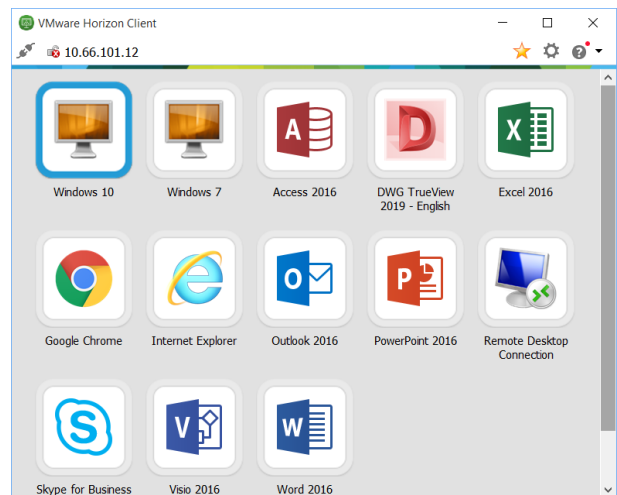 VMware Horizon Client
10.66.101.12
Windows 10
Windows 7
Access 2016
DWG TrueView
2019 - English
Excel 2016
Google Chrome
Internet Explorer
Outlook 2016
PowerPoint 2016
Remote Desktop
Connection
Skype for Business
Visio 2016
Word 2016